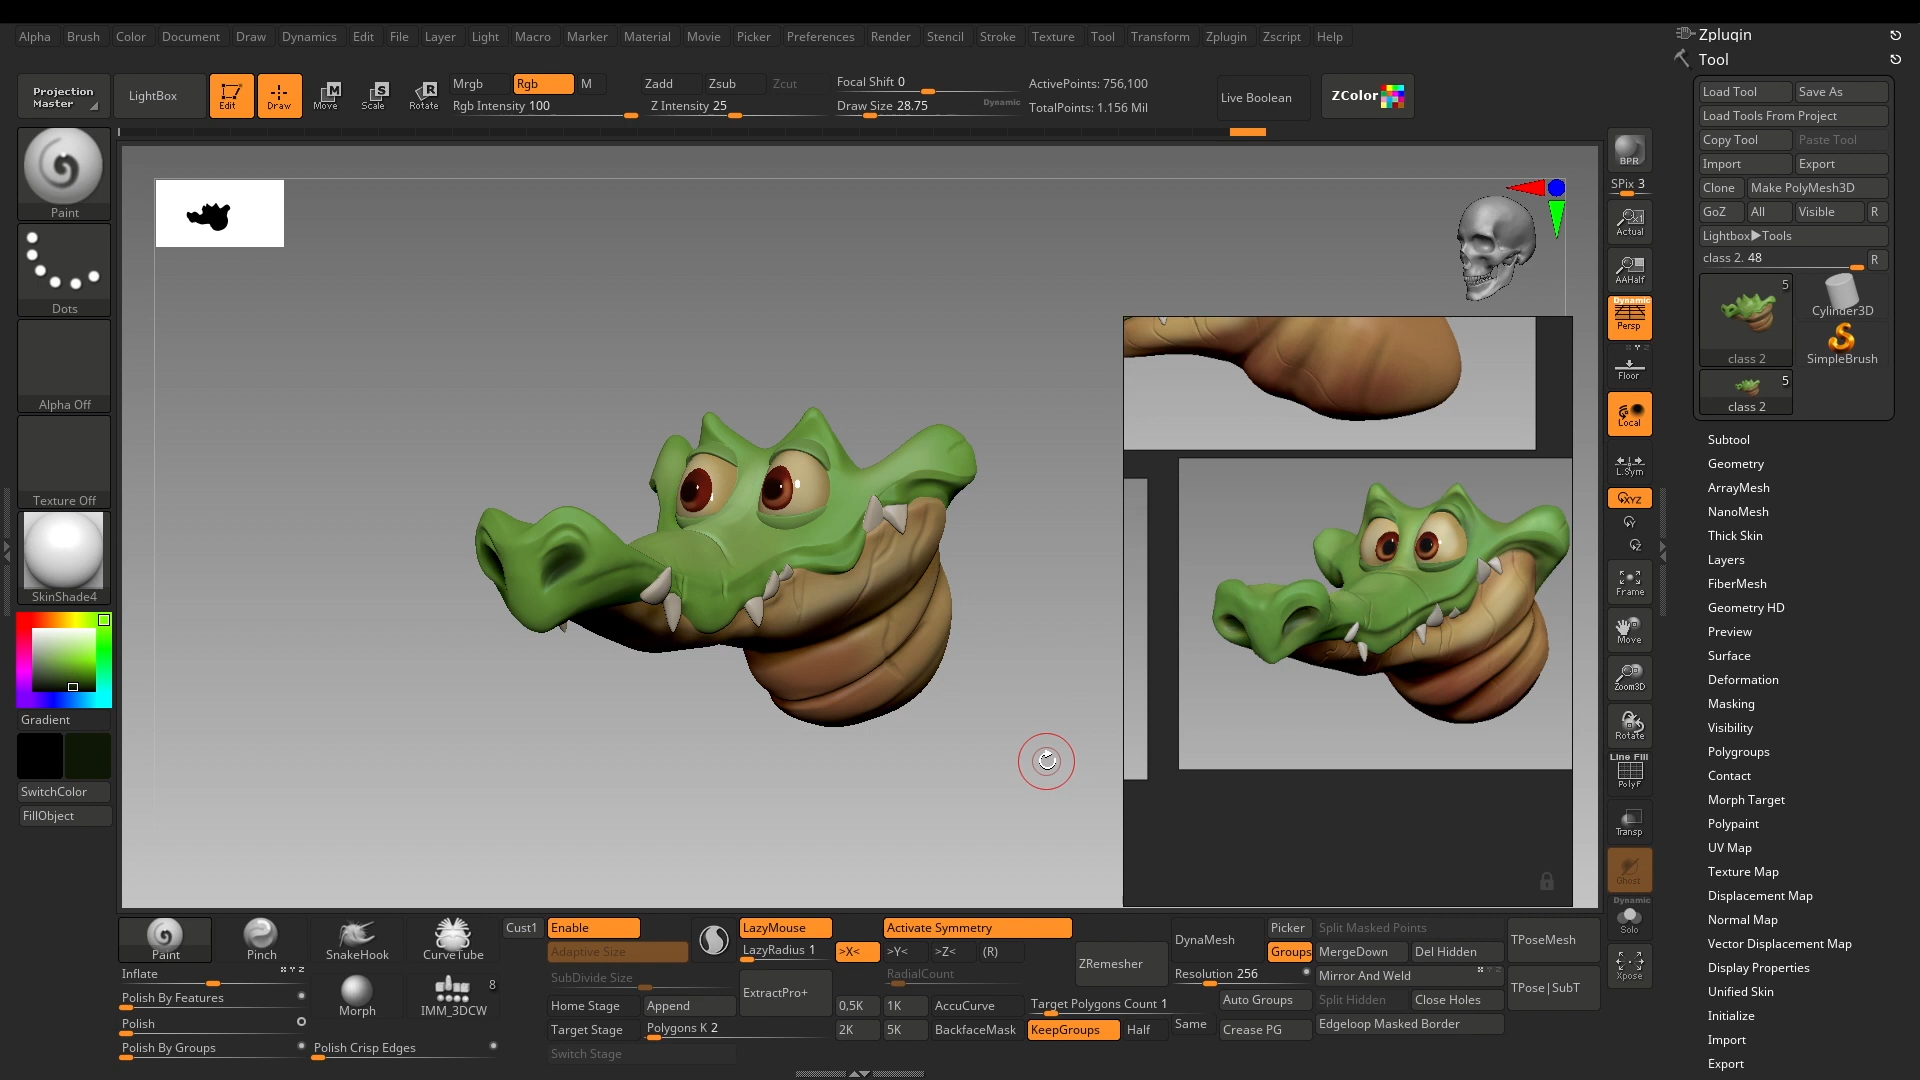 Alpha Brush Color Document Draw Dynamics Edit File Layer Light Macro Marker Material Movie Picker Preferences Render Stencil Stroke Texture Tool Transform Zplugin Zscript Help
Projection Master
LightBox
Edit
Draw
Move
Scale
Rotate
Mrgb Rgb M
Rgb Intensity 100
Zadd Zsub Zcut
Z Intensity 25
Focal Shift 0
Draw Size 28.75 Dynamic
ActivePoints: 756,100
TotalPoints: 1.156 Mil
Live Boolean
ZColor
Paint
Dots
Alpha Off
Texture Off
SkinShade4
Gradient
SwitchColor
FillObject
BPR
SPix 3
Actual
AAHalf
Dynamic
Persp
Floor
Local
L.Sym
XYZ
Frame
Move
Zoom3D
Rotate
Line Fill
PolyF
Transp
Ghost
Dynamic
Solo
Xpose
Zplugin
Tool
Load Tool Save As
Load Tools From Project
Copy Tool Paste Tool
Import Export
Clone Make PolyMesh3D
GoZ All Visible R
Lightbox▶Tools
class 2. 48 R
5
class 2
Cylinder3D
SimpleBrush
5
class 2
Subtool
Geometry
ArrayMesh
NanoMesh
Thick Skin
Layers
FiberMesh
Geometry HD
Preview
Surface
Deformation
Masking
Visibility
Polygroups
Contact
Morph Target
Polypaint
UV Map
Texture Map
Displacement Map
Normal Map
Vector Displacement Map
Display Properties
Unified Skin
Initialize
Import
Export
Paint Pinch SnakeHook CurveTube
Inflate
Polish By Features
Polish
Polish By Groups
Morph
IMM_3DCW 8
Polish Crisp Edges
Cust1
Enable
Adaptive Size
SubDivide Size
Home Stage Append
Target Stage Polygons K 2
Switch Stage
LazyMouse
LazyRadius 1
ExtractPro+
Activate Symmetry
>X< >Y< >Z< (R)
RadialCount
0,5K 1K AccuCurve
2K 5K BackfaceMask
ZRemesher
Target Polygons Count 1
KeepGroups Half Same
DynaMesh
Resolution 256
Auto Groups
Crease PG
Picker
Groups
Split Masked Points
MergeDown Del Hidden
Mirror And Weld
Split Hidden Close Holes
Edgeloop Masked Border
TPoseMesh
TPose|SubT